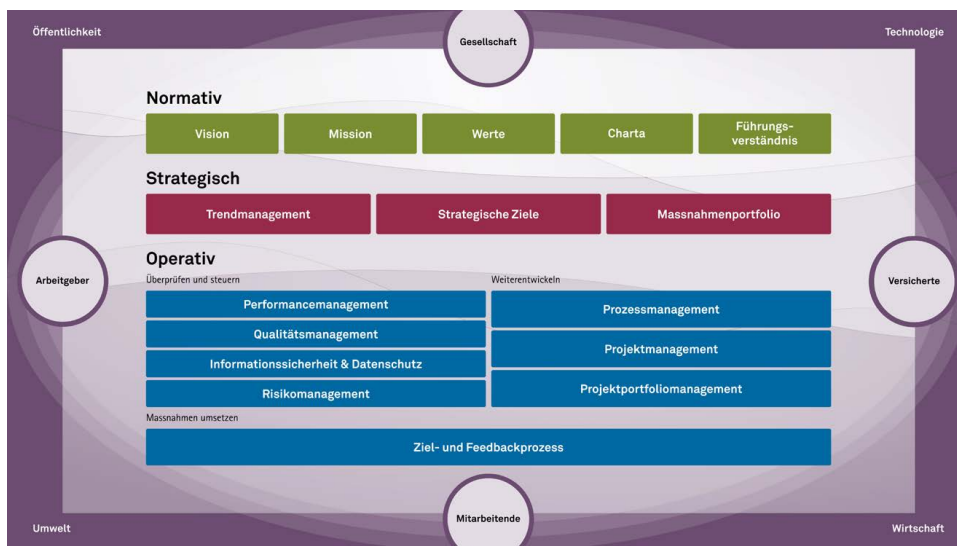 Öffentlichkeit
Gesellschaft
Technologie
Normativ
Vision
Mission
Werte
Charta
Führungs-
verständnis
Strategisch
Trendmanagement
Strategische Ziele
Massnahmenportfolio
Operativ
Arbeitgeber
Versicherte
Überprüfen und steuern
Performancemanagement
Qualitätsmanagement
Informationssicherheit & Datenschutz
Risikomanagement
Weiterentwickeln
Prozessmanagement
Projektmanagement
Projektportfoliomanagement
Massnahmen umsetzen
Ziel- und Feedbackprozess
Umwelt
Mitarbeitende
Wirtschaft